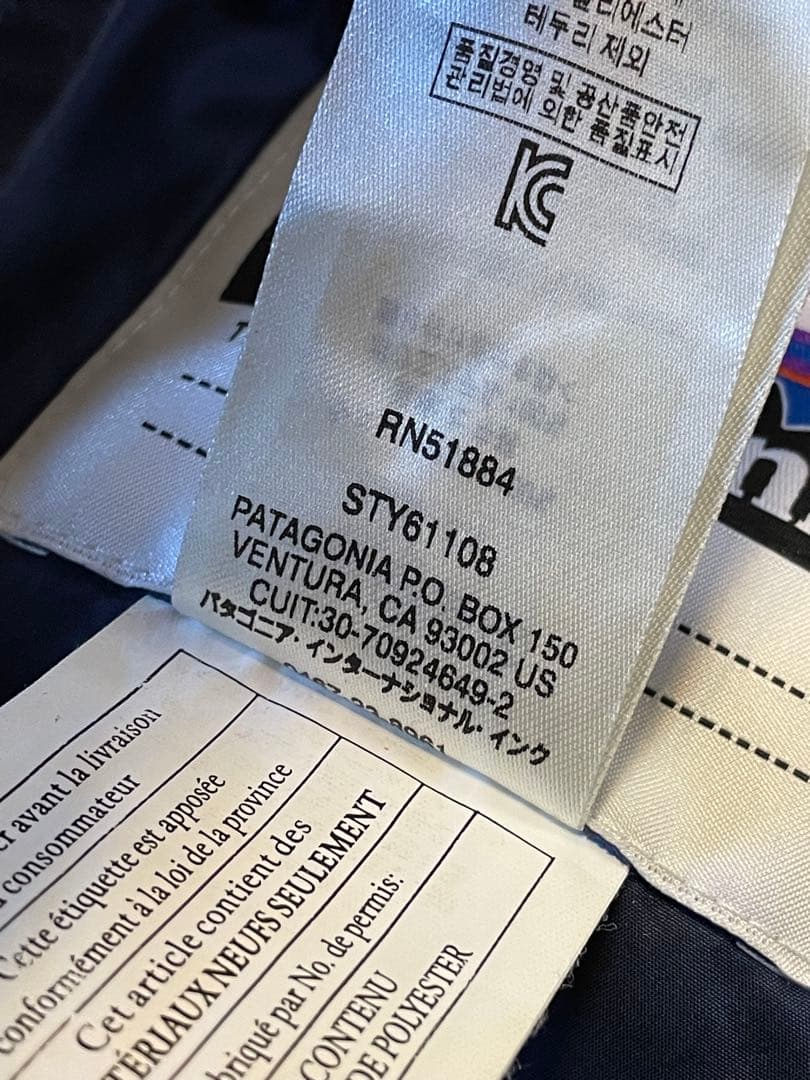 테두리 제외
품질경영 및 공산품안전
관리법에 의한 품질표시
RN51884
STY61108
PATAGONIA P.O. BOX 150
VENTURA, CA 93002 US
CUIT:30-70924649-2
パタゴニア・インターナショナル・インク
avant la livraison
consommateur
Cette étiquette est apposée
conformément à la loi de la province
Cet article contient des
NEUFS SEULEMENT
par No. de permis:
CONTENU
DE POLYESTER